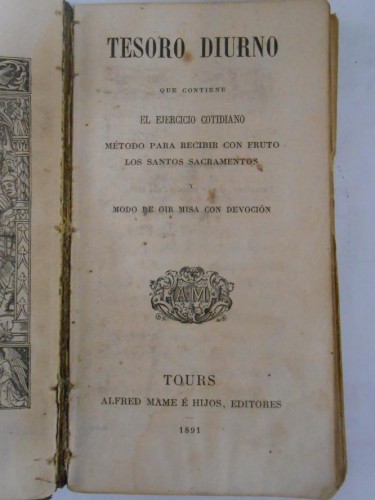 TESORO DIURNO
QUE CONTIENE
EL EJERCICIO COTIDIANO
MÉTODO PARA RECIBIR CON FRUTO
LOS SANTOS SACRAMENTOS
Y
MODO DE OIR MISA CON DEVOCIÓN
AM
TOURS
ALFRED MAME É HIJOS, EDITORES
1891